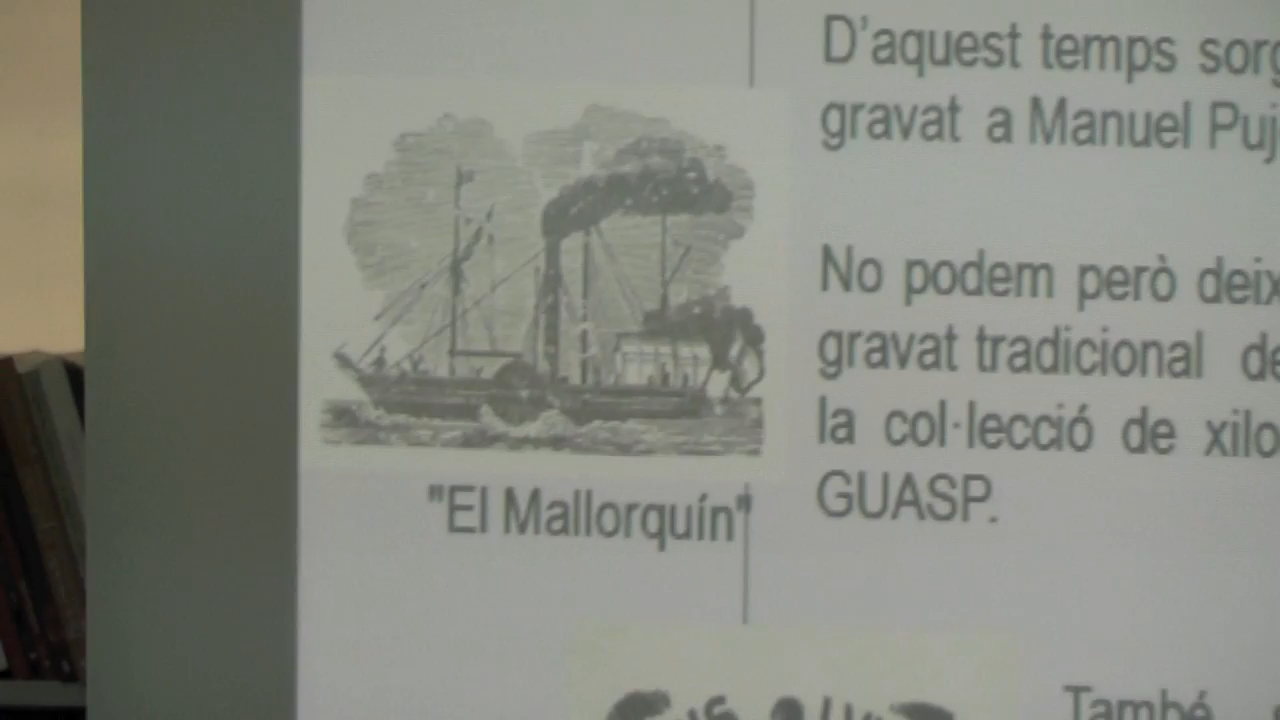 D'aquest temps
gravat a Manuel
No podem però
gravat tradicional
la col·lecció de
GUASP.
"El Mallorquín"
També